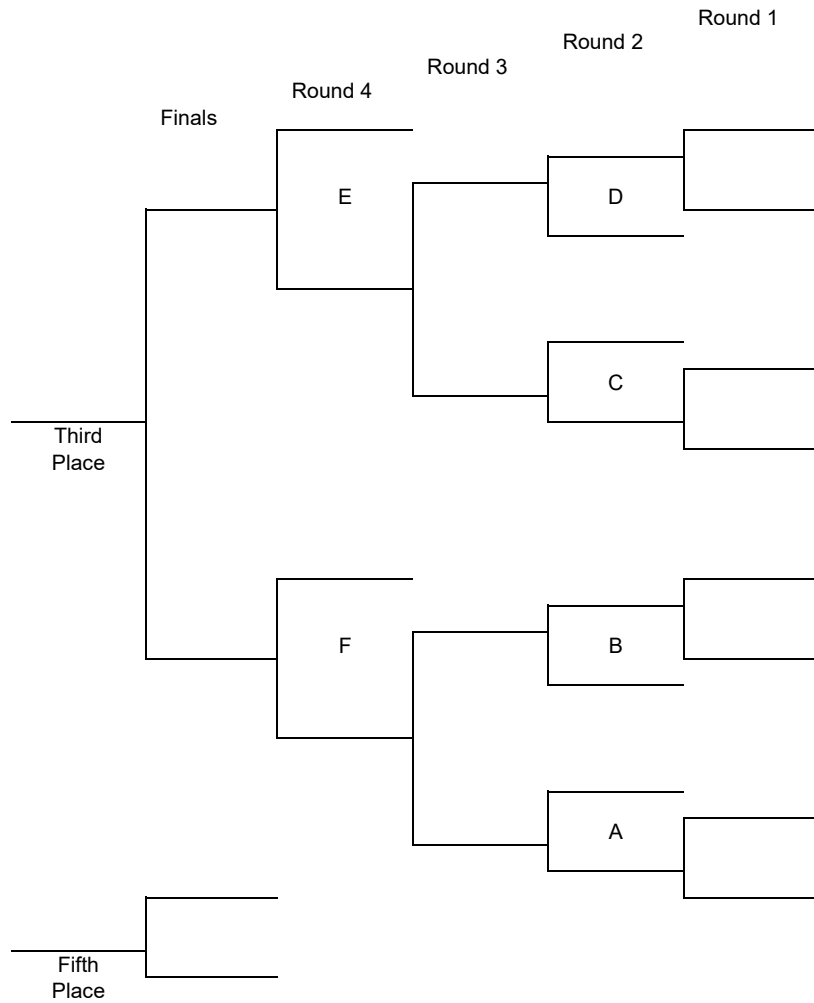 Round 1
Round 2
Round 3
Round 4
Finals
E
D
C
Third
Place
F
B
A
Fifth
Place